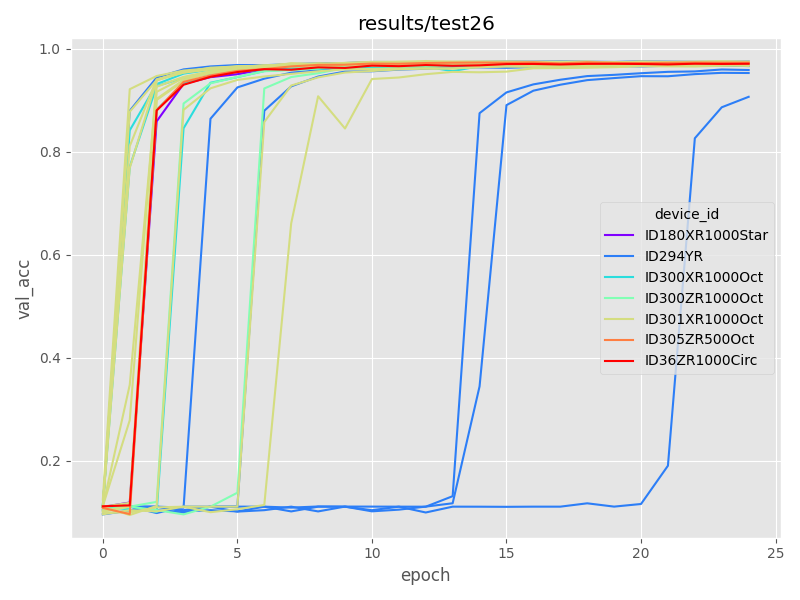 results/test26
1.0
0.8
0.6
0.4
0.2
val_acc
device_id
ID180XR1000Star
ID294YR
ID300XR1000Oct
ID300ZR1000Oct
ID301XR1000Oct
ID305ZR500Oct
ID36ZR1000Circ
0 5 10 15 20 25
epoch